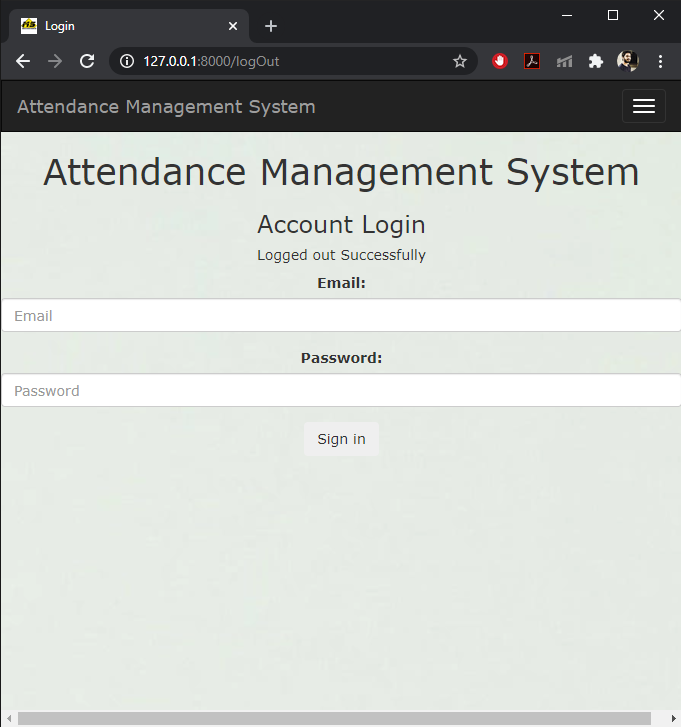 Login
127.0.0.1:8000/logOut
Attendance Management System
Attendance Management System
Account Login
Logged out Successfully
Email:
Email
Password:
Password
Sign in